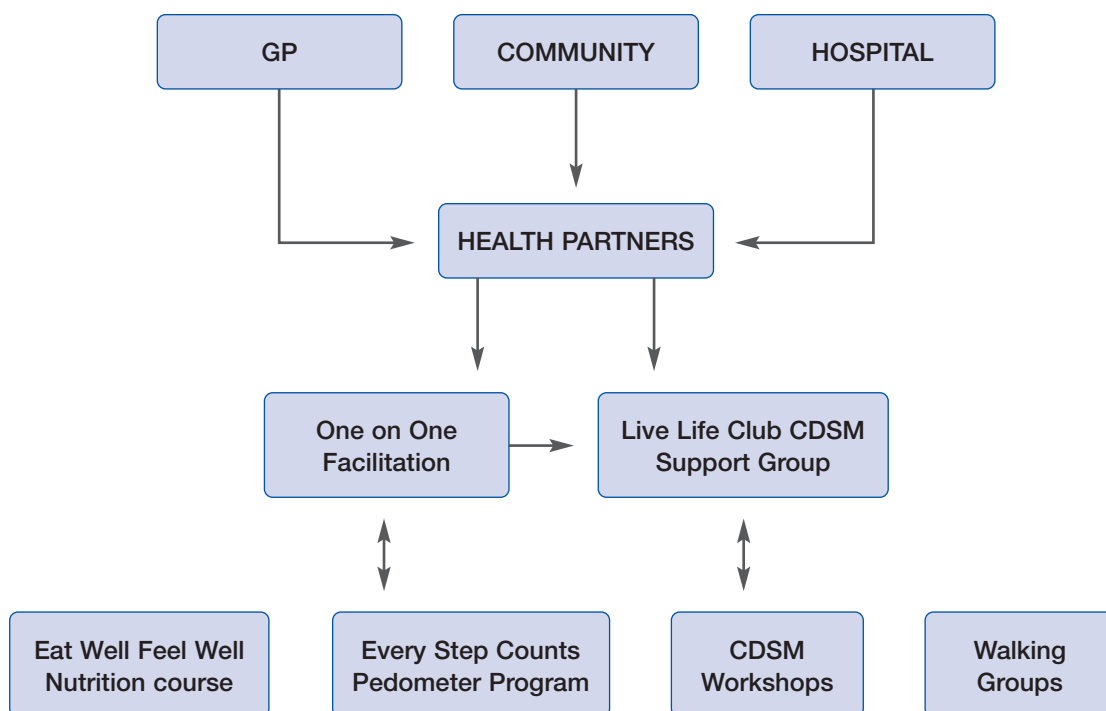 GP
COMMUNITY
HOSPITAL
HEALTH PARTNERS
One on One
Facilitation
Live Life Club CDSM
Support Group
Eat Well Feel Well
Nutrition course
Every Step Counts
Pedometer Program
CDSM
Workshops
Walking
Groups